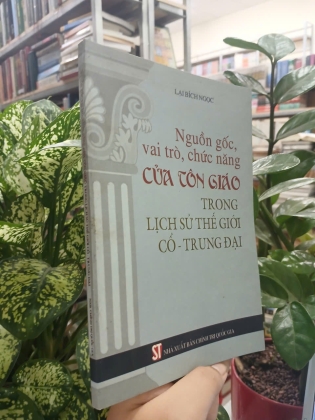 LẠI BÍCH NGỌC
Nguồn gốc,
vai trò, chức năng
CỦA TÔN GIÁO
TRONG
LỊCH SỬ THẾ GIỚI
CỔ - TRUNG ĐẠI
ST NHÀ XUẤT BẢN CHÍNH TRỊ QUỐC GIA